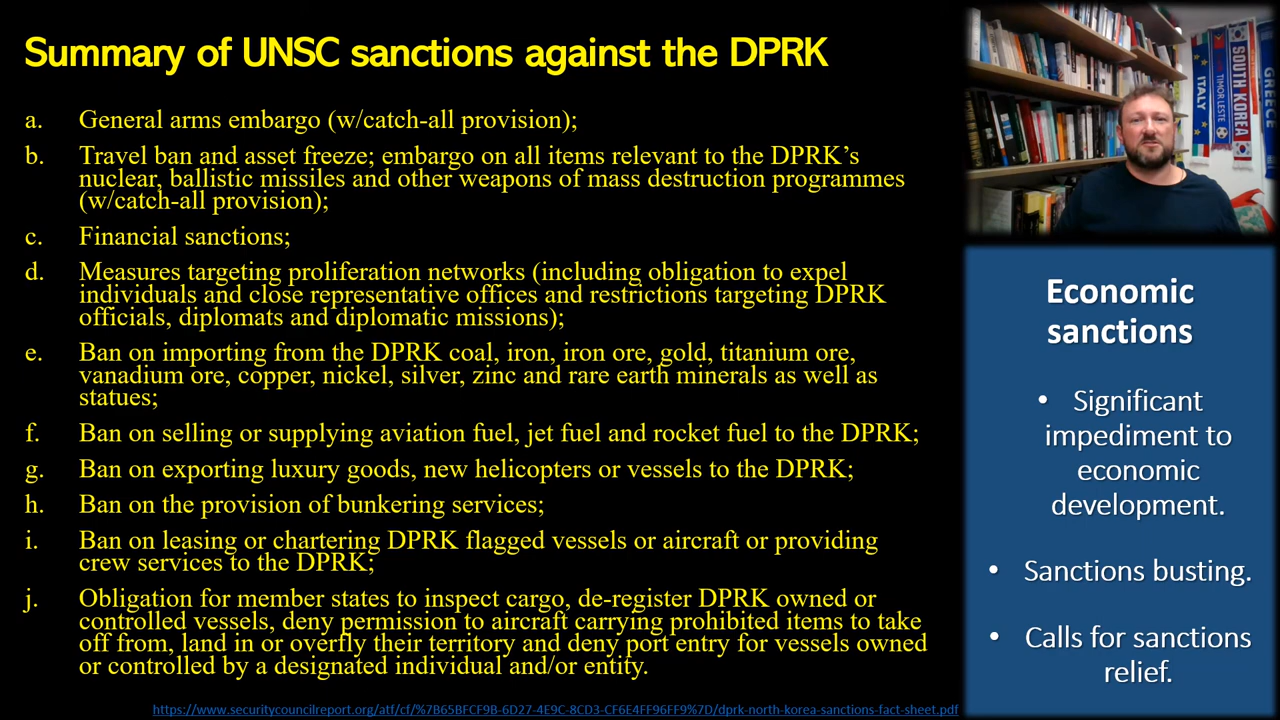 Summary of UNSC sanctions against the DPRK
a. General arms embargo (w/catch-all provision);
b. Travel ban and asset freeze; embargo on all items relevant to the DPRK's
nuclear, ballistic missiles and other weapons of mass destruction programmes
(w/catch-all provision);
c. Financial sanctions;
d. Measures targeting proliferation networks (including obligation to expel
individuals and close representative offices and restrictions targeting DPRK
officials, diplomats and diplomatic missions);
e. Ban on importing from the DPRK coal, iron, iron ore, gold, titanium ore,
vanadium ore, copper, nickel, silver, zinc and rare earth minerals as well as
statues;
f. Ban on selling or supplying aviation fuel, jet fuel and rocket fuel to the DPRK;
g. Ban on exporting luxury goods, new helicopters or vessels to the DPRK;
h. Ban on the provision of bunkering services;
i. Ban on leasing or chartering DPRK flagged vessels or aircraft or providing
crew services to the DPRK;
j. Obligation for member states to inspect cargo, de-register DPRK owned or
controlled vessels, deny permission to aircraft carrying prohibited items to take
off from, land in or overfly their territory and deny port entry for vessels owned
or controlled by a designated individual and/or entity.
https://www.securitycouncilreport.org/atf/cf/%7B65BFCF9B-6D27-4E9C-8CD3-CF6E4FF96FF9%7D/dprk-north-korea-sanctions-fact-sheet.pdf
ITALY
TIMOR LESTE
SOUTH KOREA
GREECE
Economic
sanctions
• Significant
impediment to
economic
development.
• Sanctions busting.
• Calls for sanctions
relief.